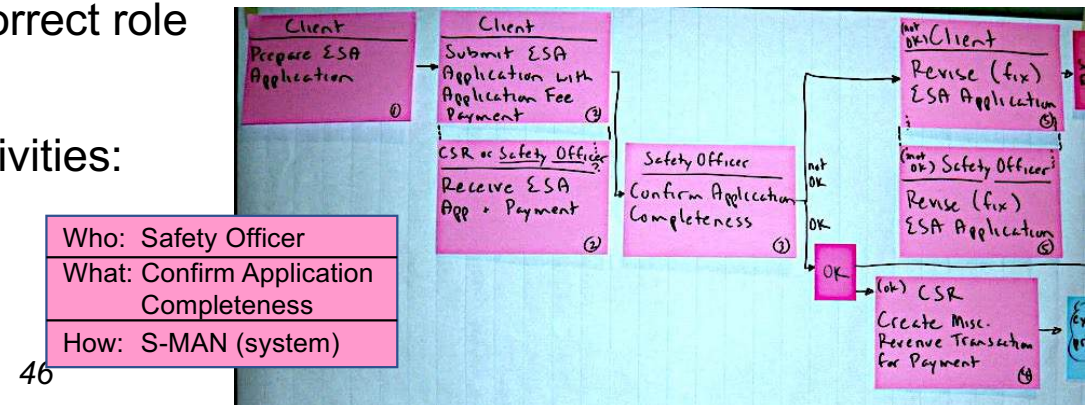 orrect role
ivities:
Who: Safety Officer
What: Confirm Application
Completeness
How: S-MAN (system)
46
Client
Prepare ESA
Application
①
Client
Submit ESA
Application with
Application Fee
Payment
②
CSR or Safety Officer?
Receive ESA
App + Payment
②
Safety Officer
Confirm Application
Completeness
③
not
OK
OK
(not
OK) Client
Revise (fix)
ESA Application
⑤
(not
OK) Safety Officer
Revise (fix)
ESA Application
⑤
OK
(ok) CSR
Create Misc.
Revenue Transaction
for Payment
④